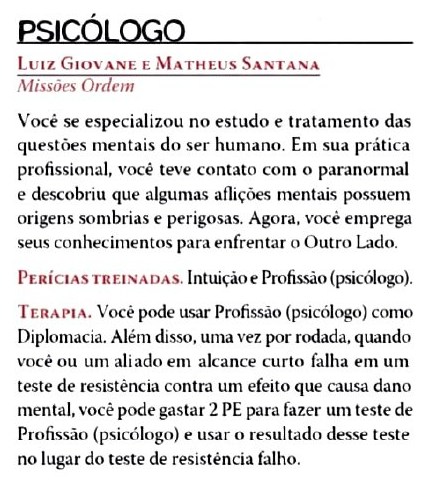 PSICÓLOGO
LUIZ GIOVANE E MATHEUS SANTANA
Missões Ordem
Você se especializou no estudo e tratamento das
questões mentais do ser humano. Em sua prática
profissional, você teve contato com o paranormal
e descobriu que algumas aflições mentais possuem
origens sombrias e perigosas. Agora, você emprega
seus conhecimentos para enfrentar o Outro Lado.
PERÍCIAS TREINADAS. Intuição e Profissão (psicólogo).
TERAPIA. Você pode usar Profissão (psicólogo) como
Diplomacia. Além disso, uma vez por rodada, quando
você ou um aliado em alcance curto falha em um
teste de resistência contra um efeito que causa dano
mental, você pode gastar 2 PE para fazer um teste de
Profissão (psicólogo) e usar o resultado desse teste
no lugar do teste de resistência falho.